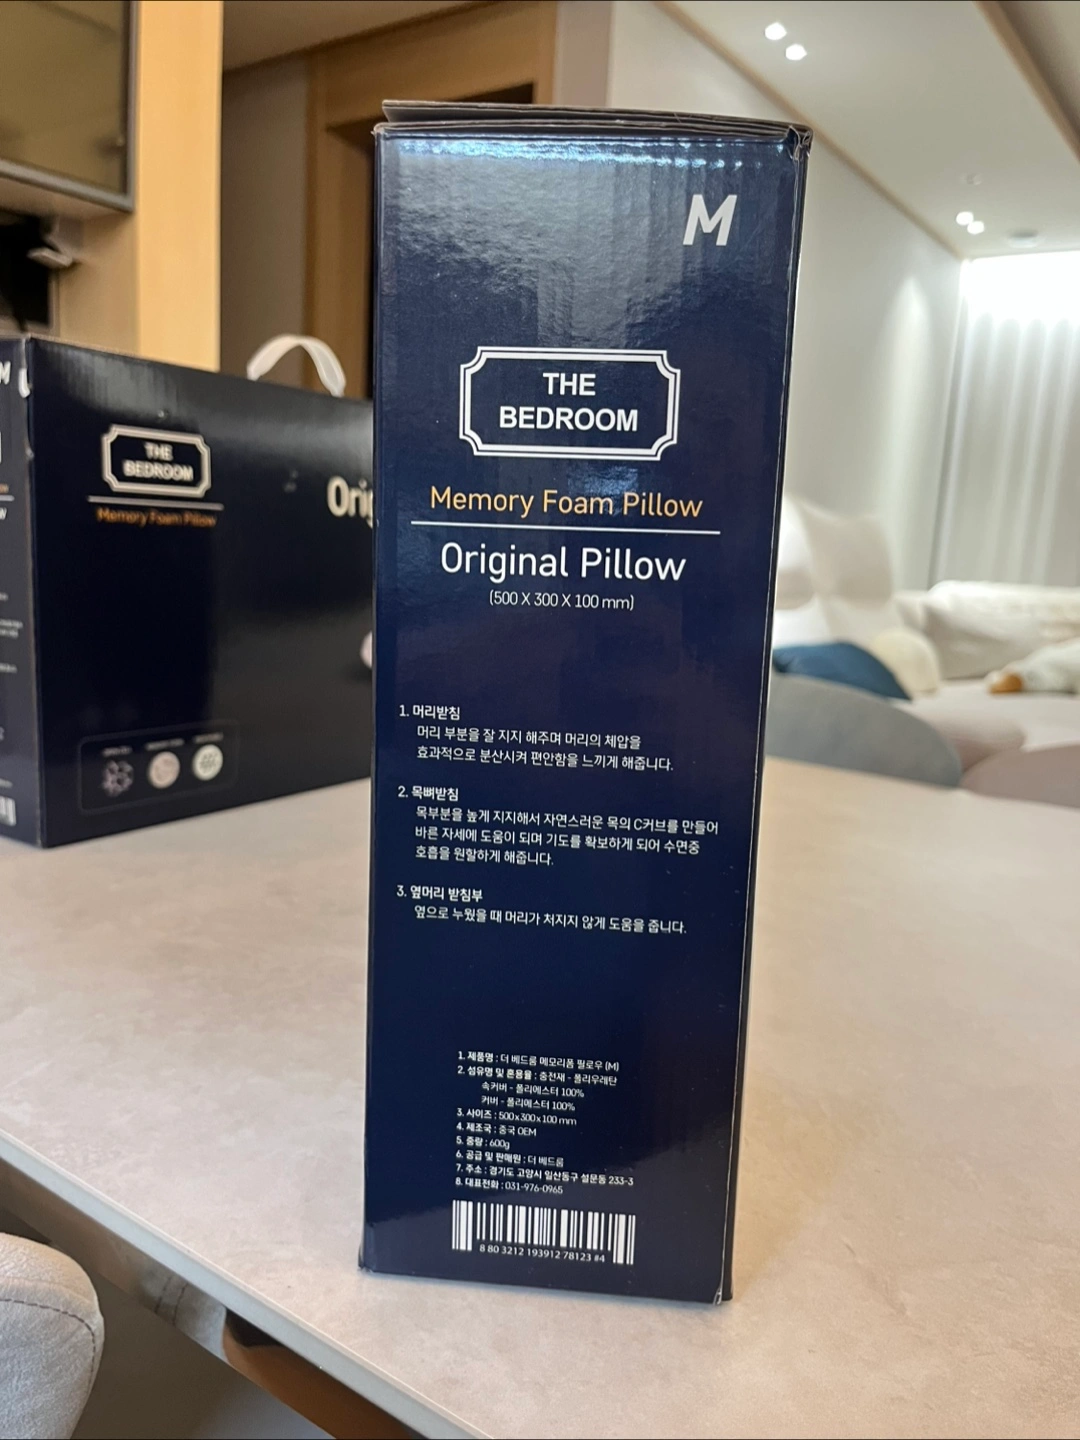 M
THE
BEDROOM
Memory Foam Pillow
Original Pillow
(500 X 300 X 100 mm)
1. 머리받침
머리 부분을 잘 지지 해주며 머리의 체압을
효과적으로 분산시켜 편안함을 느끼게 해줍니다.
2. 목뼈받침
목부분을 높게 지지해서 자연스러운 목의 C커브를 만들어
바른 자세에 도움이 되며 기도를 확보하게 되어 수면중
호흡을 원할하게 해줍니다.
3. 옆머리 받침부
옆으로 누웠을 때 머리가 처지지 않게 도움을 줍니다.
1. 제품명 : 더 베드룸 메모리폼 필로우 (M)
2. 섬유명 및 혼용율 : 충전재 - 폴리우레탄
속커버 - 폴리에스터 100%
커버 - 폴리에스터 100%
3. 사이즈 : 500x300x100 mm
4. 제조국 : 중국 OEM
5. 중량 : 600g
6. 공급 및 판매원 : 더 베드룸
7. 주소 : 경기도 고양시 일산동구 설문동 233-3
8. 대표전화 : 031-976-0965
8 80 3212 193912 78123 #4
M
THE
BEDROOM
Memory Foam Pillow
Orig